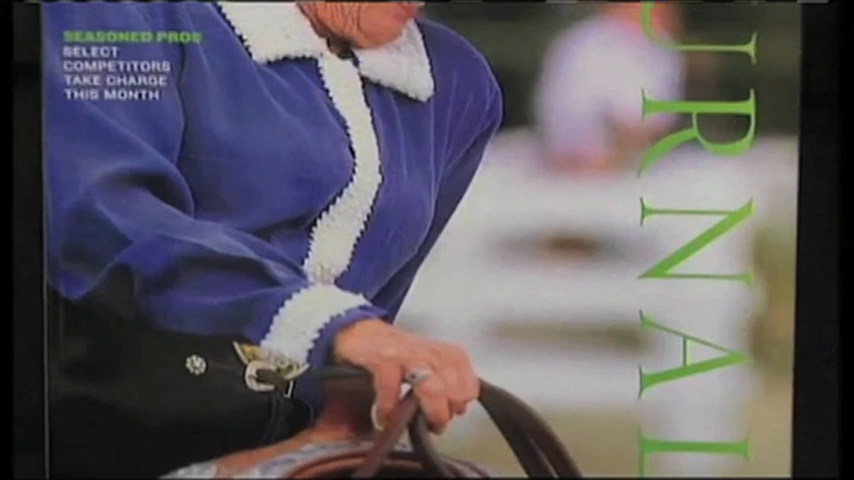 SEASONED PROS
SELECT
COMPETITORS
TAKE CHARGE
THIS MONTH
URNAL